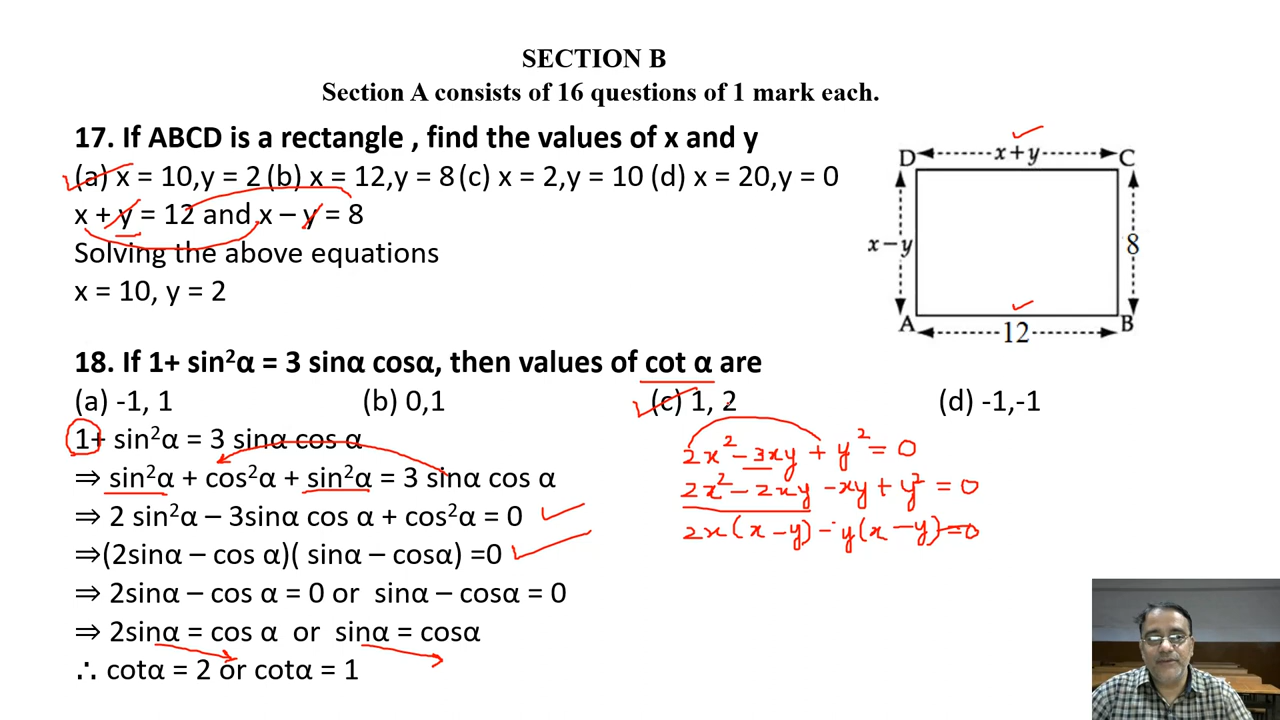 SECTION B
Section A consists of 16 questions of 1 mark each.
17. If ABCD is a rectangle , find the values of x and y
(a) x = 10,y = 2 (b) x = 12,y = 8 (c) x = 2,y = 10 (d) x = 20,y = 0
x + y = 12 and x – y = 8
Solving the above equations
x = 10, y = 2
D x+y C
x−y 8
A 12 B
18. If 1+ sin²α = 3 sinα cosα, then values of cot α are
(a) -1, 1 (b) 0,1 (c) 1, 2 (d) -1,-1
1+ sin²α = 3 sinα cos α
⇒ sin²α + cos²α + sin²α = 3 sinα cos α
⇒ 2 sin²α – 3sinα cos α + cos²α = 0
⇒(2sinα – cos α)( sinα – cosα) =0
⇒ 2sinα – cos α = 0 or sinα – cosα = 0
⇒ 2sinα = cos α or sinα = cosα
∴ cotα = 2 or cotα = 1
2x² – 3xy + y² = 0
2x² – 2xy – xy + y² = 0
2x(x – y) – y(x – y) = 0